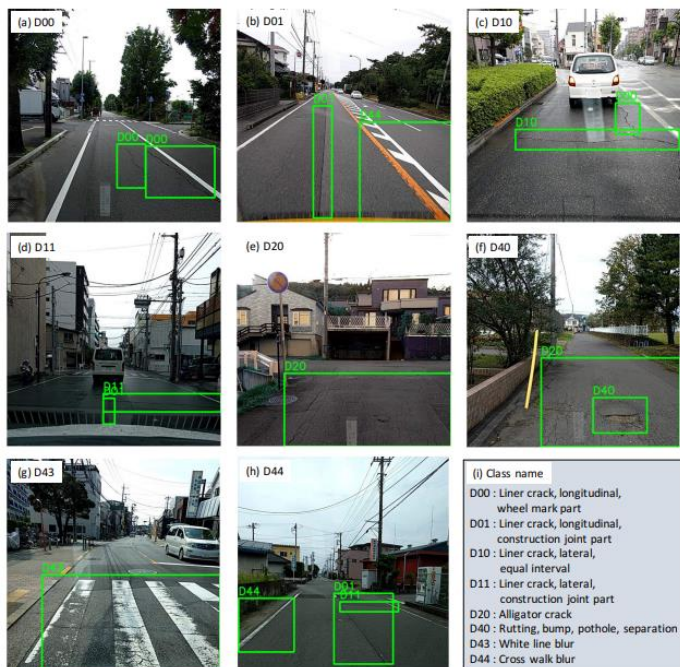 (a) D00
D00
D00
(b) D01
D01
D44
(c) D10
D00
D10
(d) D11
D11
D01
(e) D20
D20
(f) D40
D20
D40
(g) D43
D43
(h) D44
D44
D01
D11
(i) Class name
D00 : Liner crack, longitudinal,
wheel mark part
D01 : Liner crack, longitudinal,
construction joint part
D10 : Liner crack, lateral,
equal interval
D11 : Liner crack, lateral,
construction joint part
D20 : Alligator crack
D40 : Rutting, bump, pothole, separation
D43 : White line blur
D44 : Cross walk blur